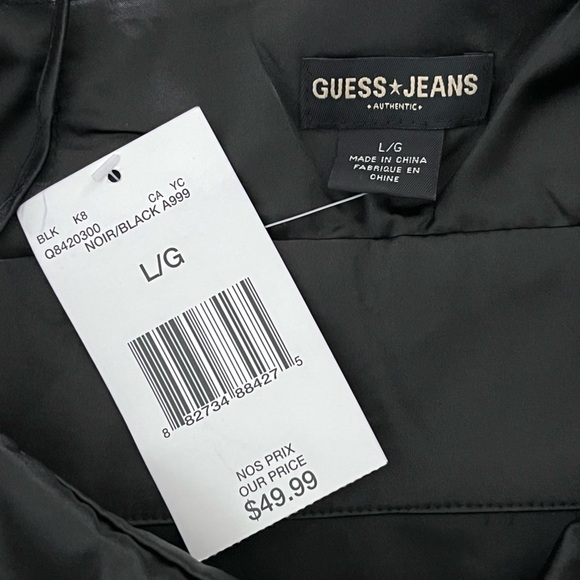 GUESS★JEANS
•AUTHENTIC•
L/G
MADE IN CHINA
FABRIQUE EN
CHINE
BLK K8 CA YC
Q8420300
NOIR/BLACK A999
L/G
8 82734 88427 5
NOS PRIX
OUR PRICE
$49.99